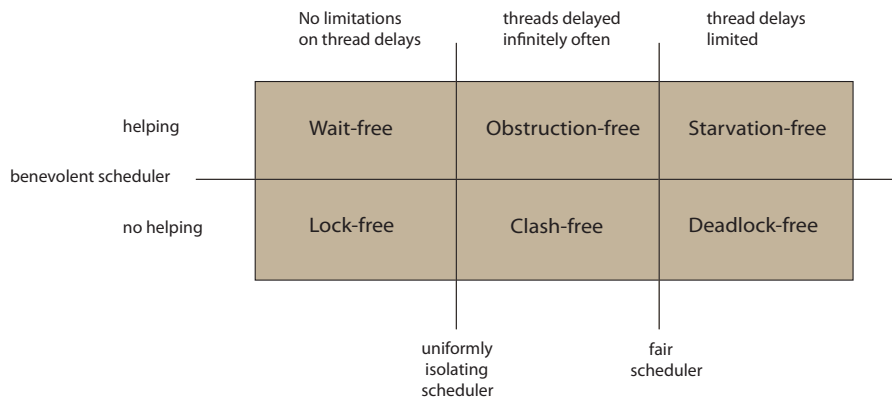 No limitations
on thread delays
threads delayed
infinitely often
thread delays
limited
helping
Wait-free
Obstruction-free
Starvation-free
benevolent scheduler
no helping
Lock-free
Clash-free
Deadlock-free
uniformly
isolating
scheduler
fair
scheduler